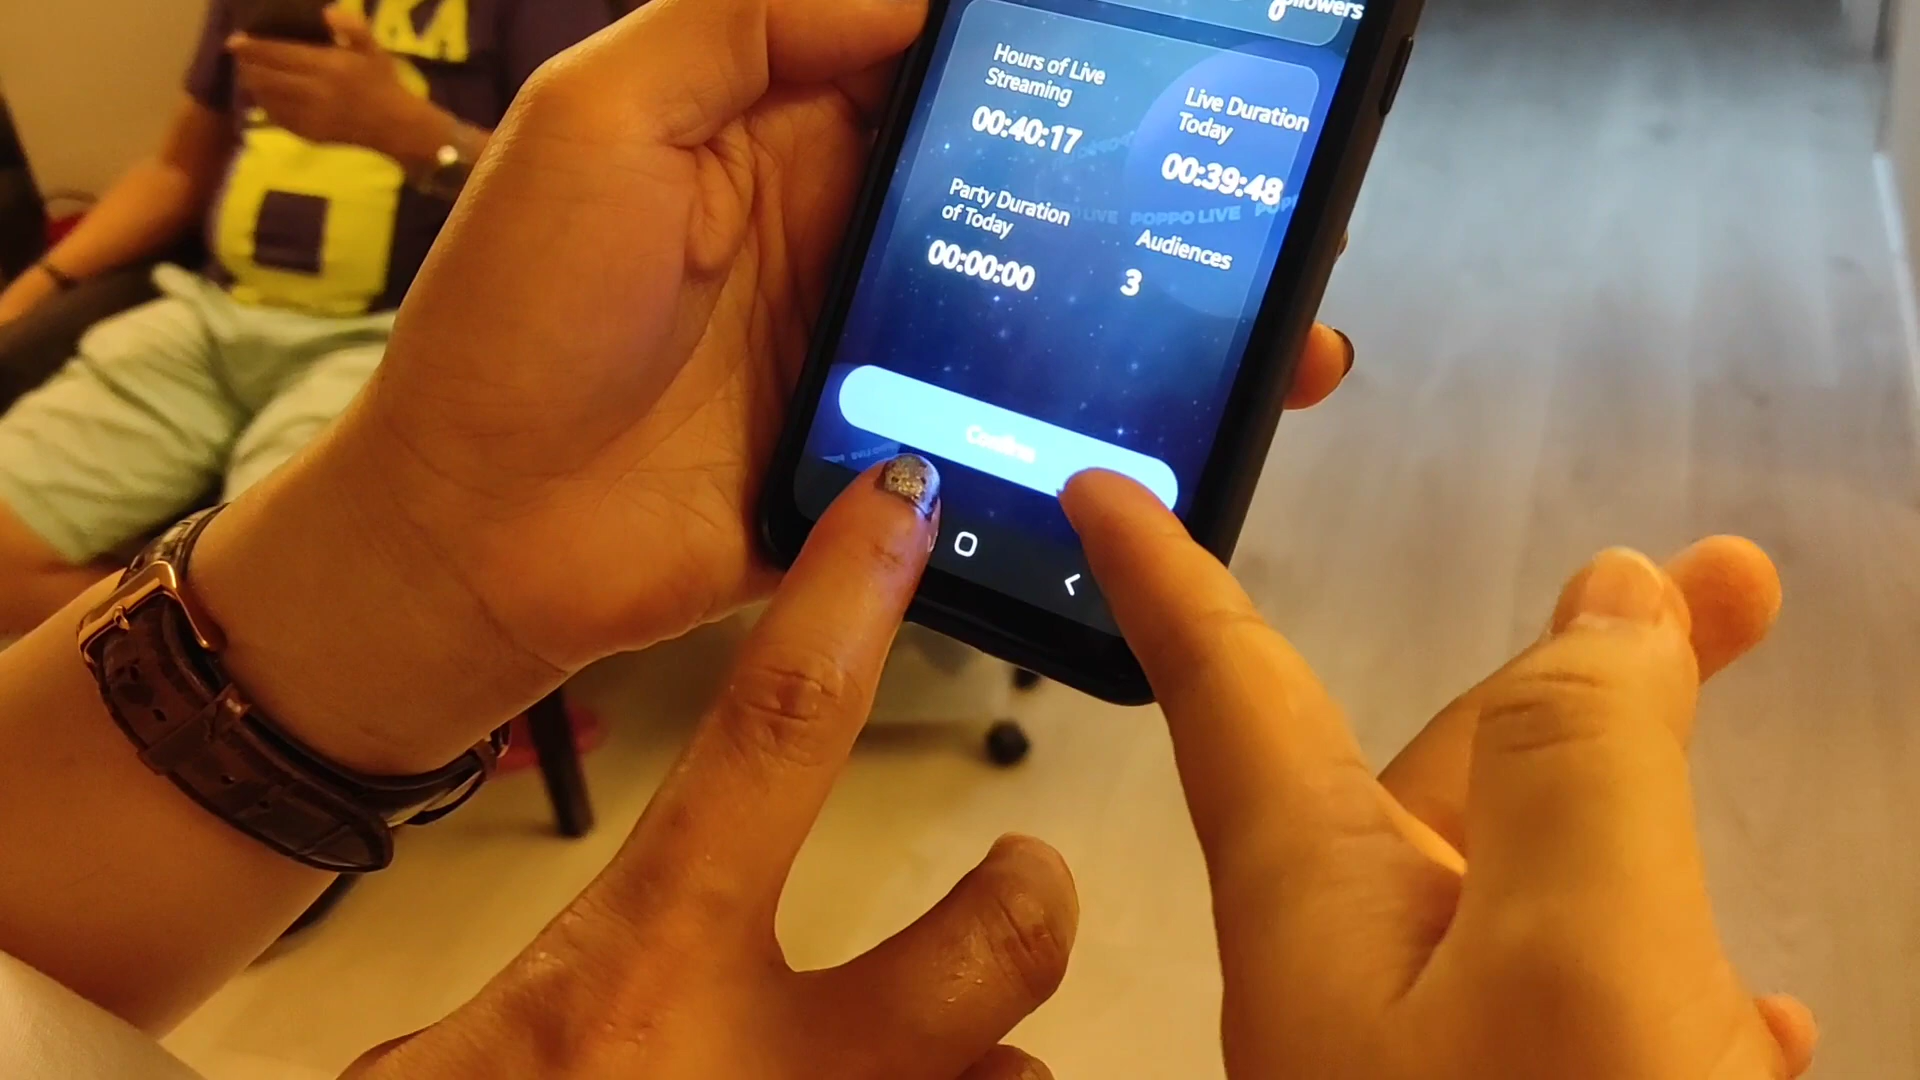 Hours of Live
Streaming
00:40:17
Live Duration
Today
00:39:48
Party Duration
of Today
00:00:00
POPPO LIVE
Audiences
3
Confirm